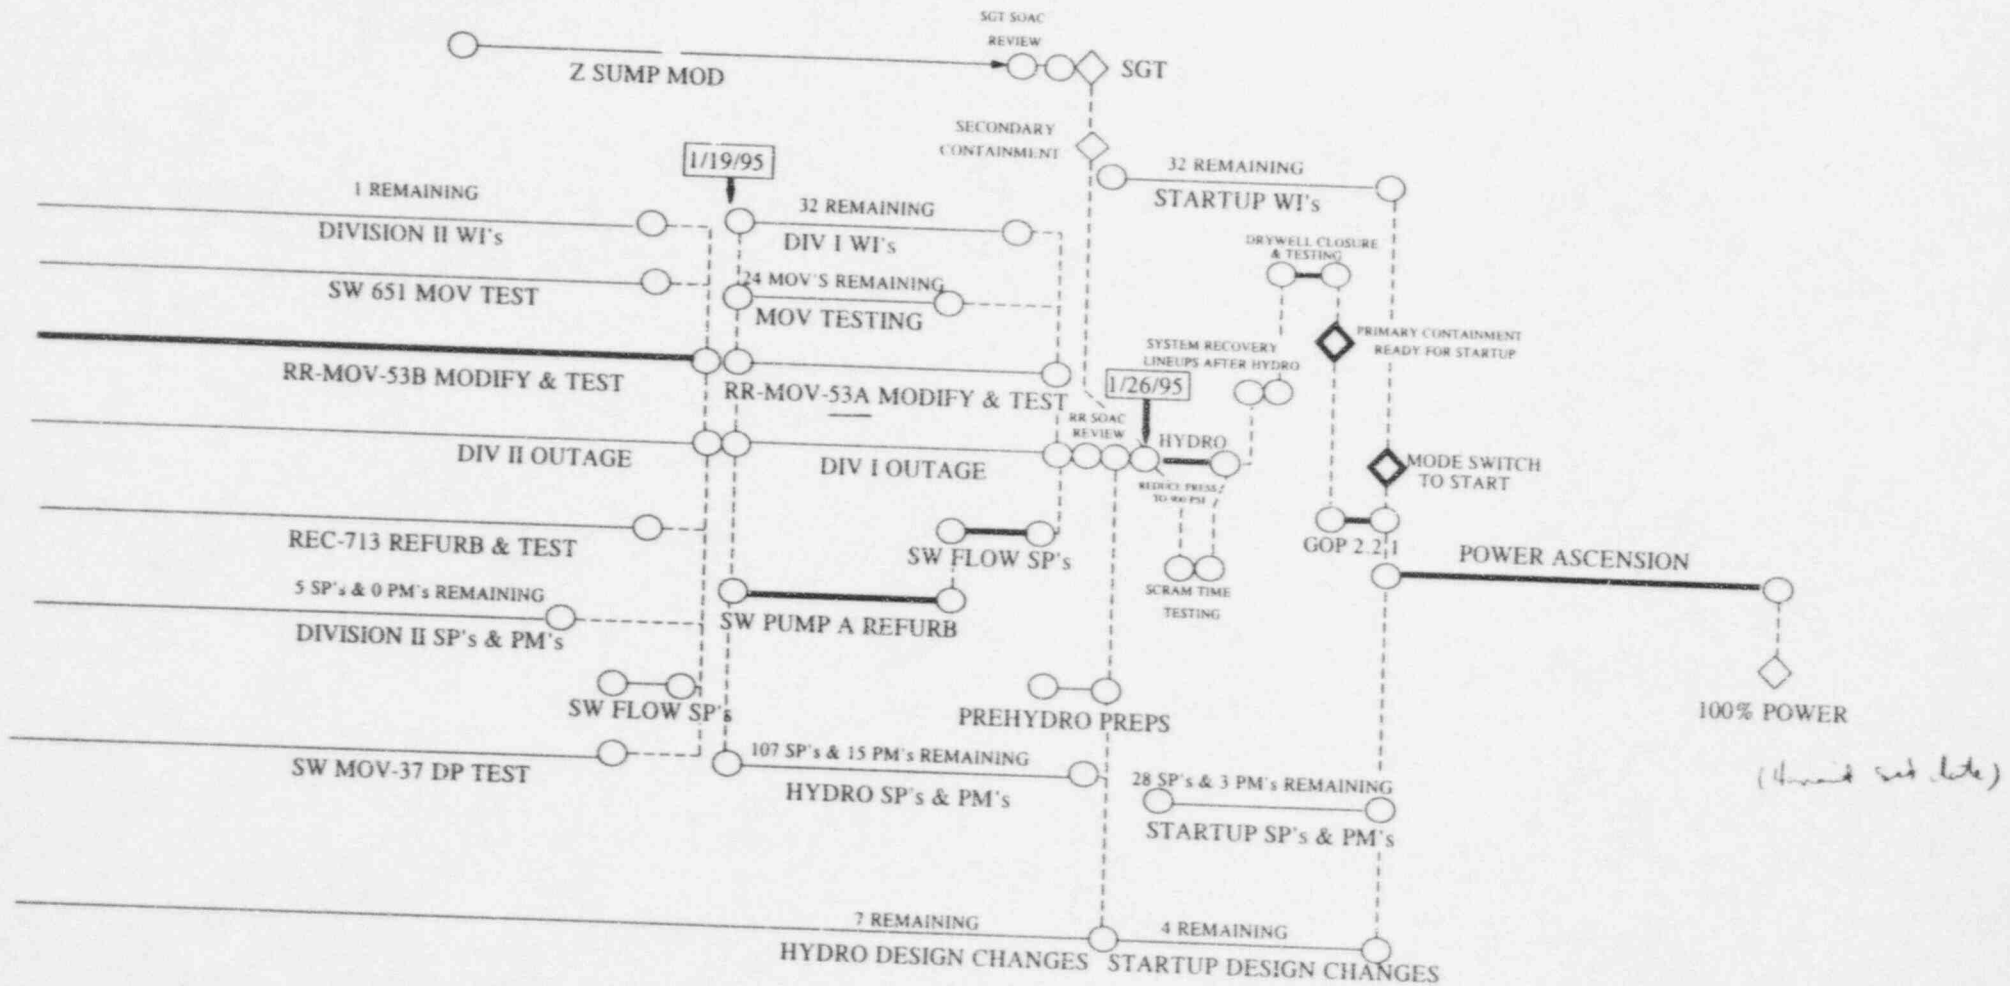 SGT SOAC
REVIEW
Z SUMP MOD
SGT
SECONDARY
CONTAINMENT
1/19/95
32 REMAINING
STARTUP WI's
1 REMAINING
DIVISION II WI's
32 REMAINING
DIV I WI's
DRYWELL CLOSURE
& TESTING
SW 651 MOV TEST
24 MOV'S REMAINING
MOV TESTING
PRIMARY CONTAINMENT
READY FOR STARTUP
SYSTEM RECOVERY
LINEUPS AFTER HYDRO
RR-MOV-53B MODIFY & TEST
RR-MOV-53A MODIFY & TEST
1/26/95
RR SOAC
REVIEW
HYDRO
DIV II OUTAGE
DIV I OUTAGE
MODE SWITCH
TO START
REDUCE PRESS
TO 900 PSI
REC-713 REFURB & TEST
SW FLOW SP's
GOP 2.2.1
POWER ASCENSION
SCRAM TIME
TESTING
5 SP's & 0 PM's REMAINING
DIVISION II SP's & PM's
SW PUMP A REFURB
SW FLOW SP's
PREHYDRO PREPS
100% POWER
SW MOV-37 DP TEST
107 SP's & 15 PM's REMAINING
HYDRO SP's & PM's
28 SP's & 3 PM's REMAINING
STARTUP SP's & PM's
7 REMAINING
HYDRO DESIGN CHANGES
4 REMAINING
STARTUP DESIGN CHANGES